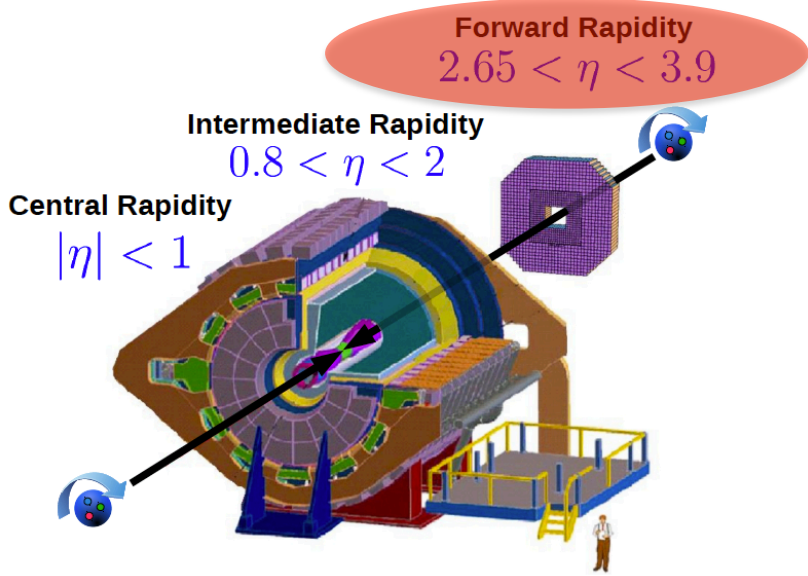 Forward Rapidity
2.65 < η < 3.9
Intermediate Rapidity
0.8 < η < 2
Central Rapidity
|η| < 1